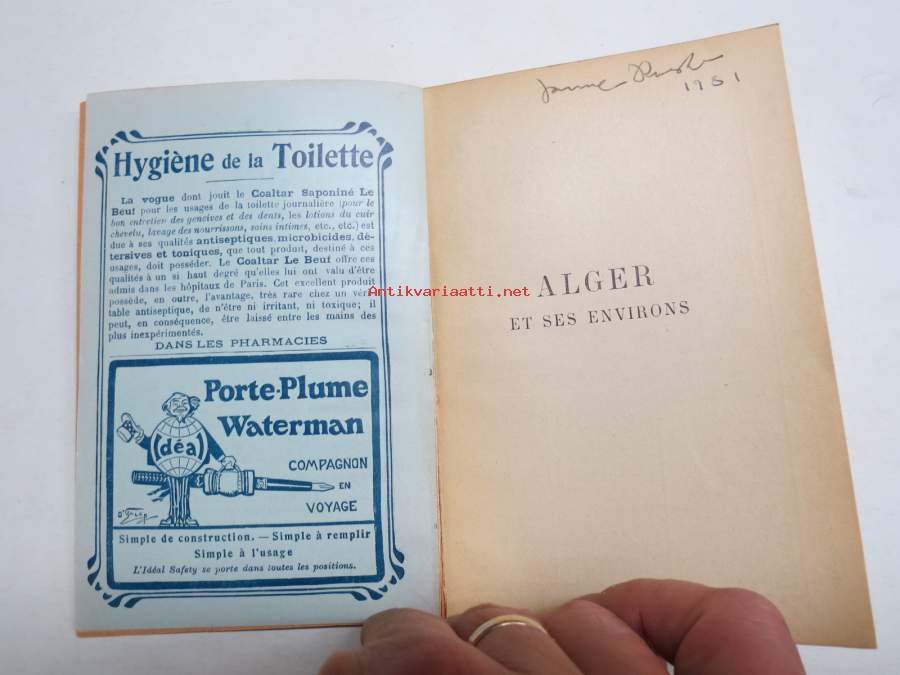 Hygiène de la Toilette
La vogue dont jouit le Coaltar Saponiné Le
Beuf pour les usages de la toilette journalière (pour le
bon entretien des gencives et des dents, les lotions du cuir
chevelu, lavage des nourrissons, soins intimes, etc., etc.) est
due à ses qualités antiseptiques, microbicides, dé-
tersives et toniques, que tout produit, destiné à ces
usages, doit posséder. Le Coaltar Le Beuf offre ces
qualités à un si haut degré qu'elles lui ont valu d'être
admis dans les hôpitaux de Paris. Cet excellent produit
possède, en outre, l'avantage, très rare chez un véri-
table antiseptique, de n'être ni irritant, ni toxique; il
peut, en conséquence, être laissé entre les mains des
plus inexpérimentés.
DANS LES PHARMACIES
Porte-Plume
Waterman
Idéal
COMPAGNON
EN
VOYAGE
Simple de construction. — Simple à remplir
Simple à l'usage
L'Idéal Safety se porte dans toutes les positions.
1951
ALGER
ET SES ENVIRONS
Antikvariaatti.net